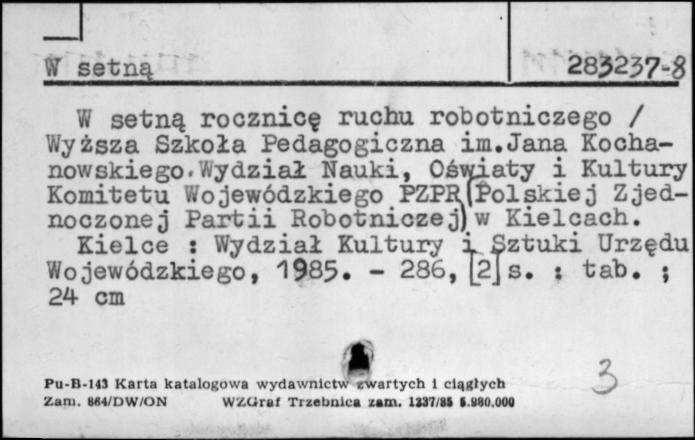 W setną 283237-8
W setną rocznicę ruchu robotniczego /
Wyższa Szkoła Pedagogiczna im.Jana Kocha-
nowskiego.Wydział Nauki, Oświaty i Kultury
Komitetu Wojewódzkiego PZPR[Polskiej Zjed-
noczonej Partii Robotniczej]w Kielcach.
Kielce : Wydział Kultury i Sztuki Urzędu
Wojewódzkiego, 1985. - 286, [2] s. : tab. ;
24 cm
3
Pu-B-143 Karta katalogowa wydawnictw zwartych i ciągłych
Zam. 864/DW/ON WZGraf Trzebnica zam. 1337/85 5.980.000